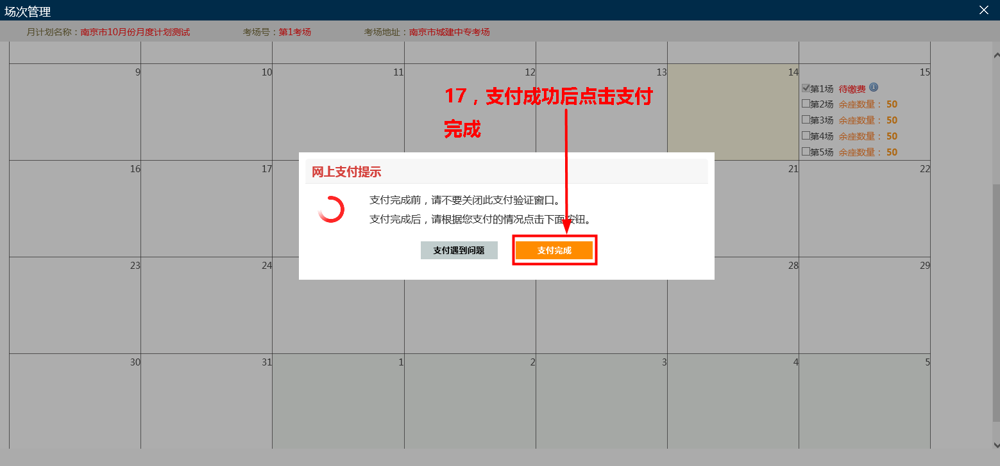 场次管理
月计划名称：南京市10月份月度计划测试 考场号：第1考场 考场地址：南京市城建中专考场
9 10 11 12 13 14 15
第1场 待缴费
第2场 余座数量： 50
第3场 余座数量： 50
第4场 余座数量： 50
第5场 余座数量： 50
17，支付成功后点击支付
完成
16 17 21 22
网上支付提示
支付完成前，请不要关闭此支付验证窗口。
支付完成后，请根据您支付的情况点击下面按钮。
支付遇到问题 支付完成
23 24 28 29
30 31 1 2 3 4 5